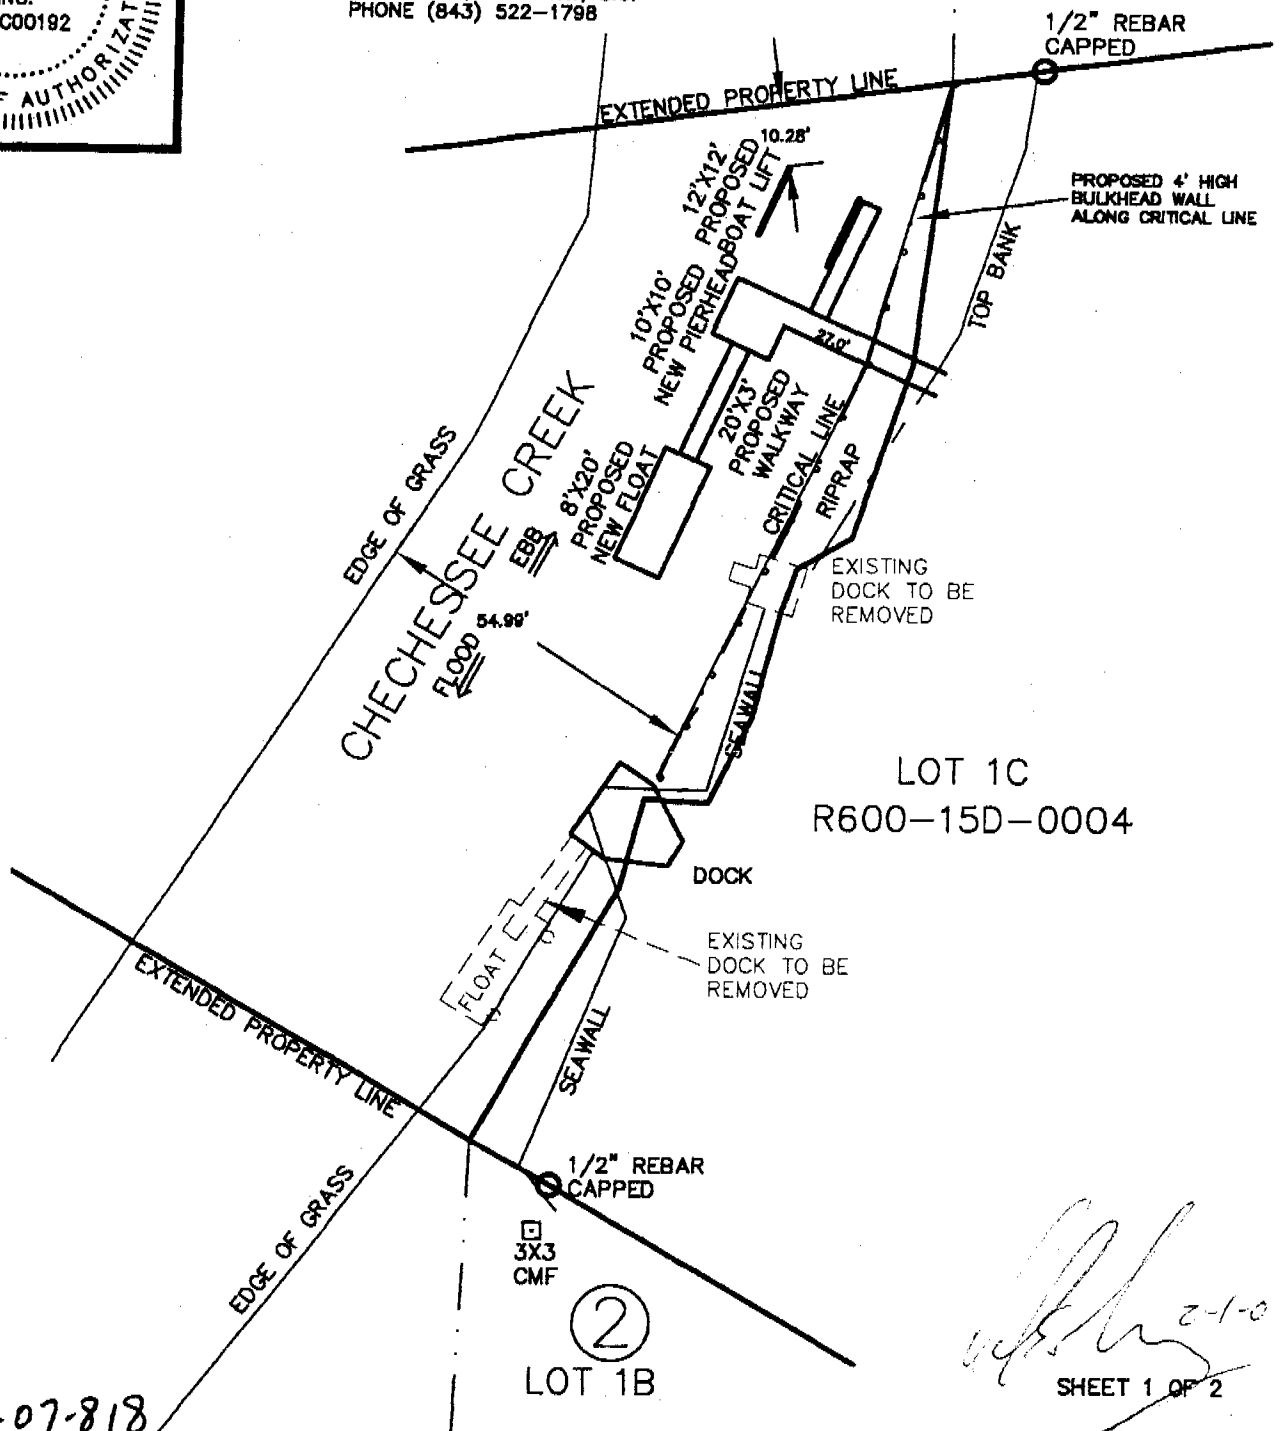 C00192
OF AUTHORIZAT
PHONE (843) 522-1798
1/2" REBAR
CAPPED
EXTENDED PROPERTY LINE
10.28'
12'X12'
PROPOSED
BOAT LIFT
PROPOSED 4' HIGH
BULKHEAD WALL
ALONG CRITICAL LINE
TOP BANK
10'X10'
PROPOSED
NEW PIERHEAD
27.0'
20'X3'
PROPOSED
WALKWAY
CRITICAL LINE
RIPRAP
EDGE OF GRASS
CHECHESSEE CREEK
8'X20'
PROPOSED
NEW FLOAT
EBB
FLOOD
54.99'
EXISTING
DOCK TO BE
REMOVED
SEAWALL
LOT 1C
R600-15D-0004
DOCK
FLOAT
EXISTING
DOCK TO BE
REMOVED
EXTENDED PROPERTY LINE
SEAWALL
1/2" REBAR
CAPPED
EDGE OF GRASS
3X3
CMF
2
LOT 1B
2-1-0
SHEET 1 OF 2
-07-818